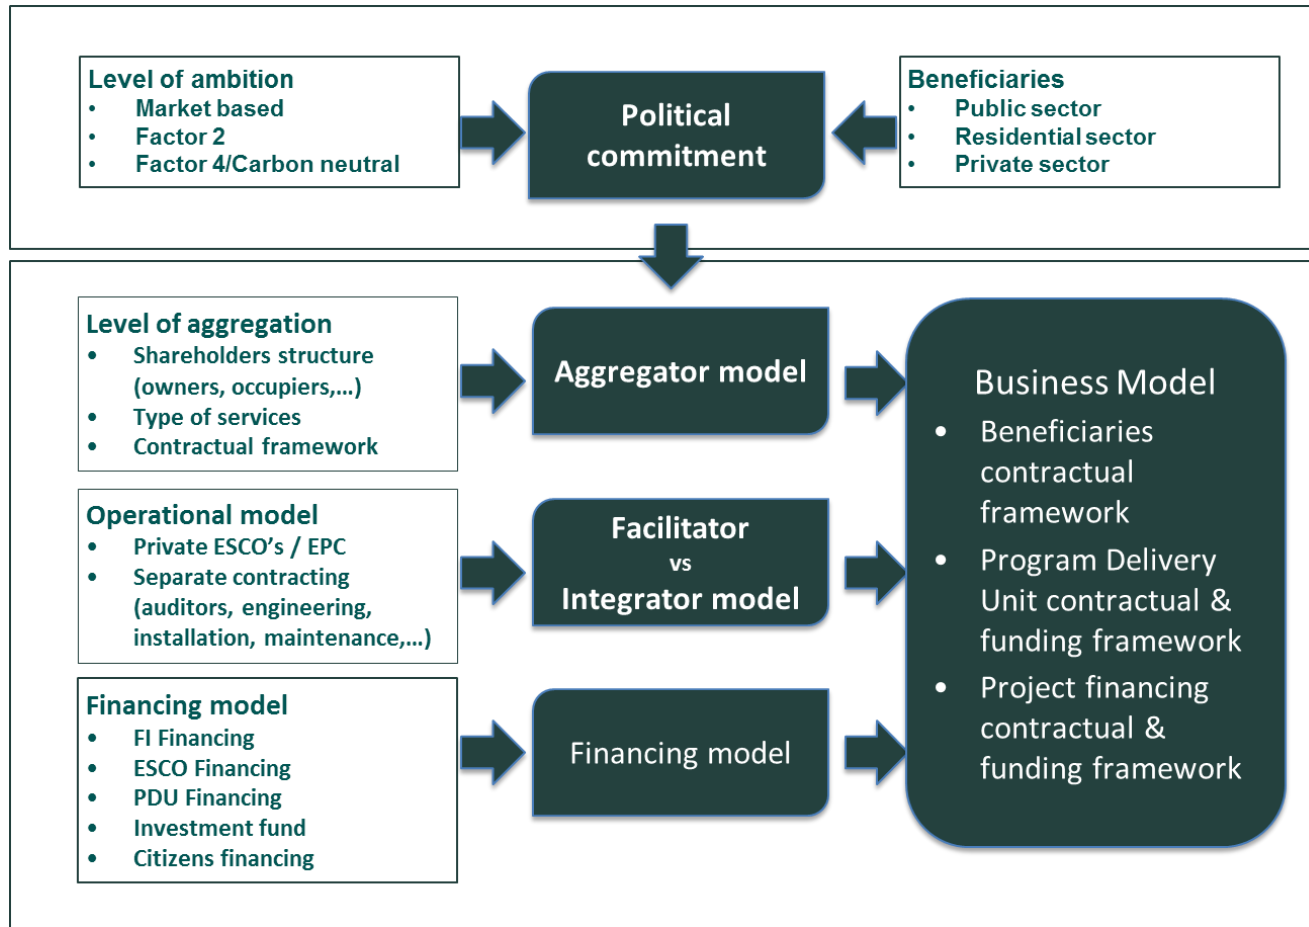 Level of ambition
• Market based
• Factor 2
• Factor 4/Carbon neutral
Political
commitment
Beneficiaries
• Public sector
• Residential sector
• Private sector
Level of aggregation
• Shareholders structure
(owners, occupiers,...)
• Type of services
• Contractual framework
Aggregator model
Operational model
• Private ESCO's / EPC
• Separate contracting
(auditors, engineering,
installation, maintenance,...)
Facilitator
vs
Integrator model
Financing model
• FI Financing
• ESCO Financing
• PDU Financing
• Investment fund
• Citizens financing
Financing model
Business Model
• Beneficiaries
contractual
framework
• Program Delivery
Unit contractual &
funding framework
• Project financing
contractual &
funding framework